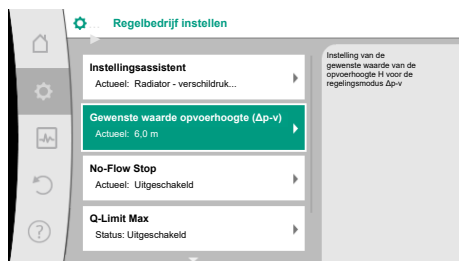 Regelbedrijf instellen
Instellingsassistent
Actueel: Radiator - verschildruk...
Gewenste waarde opvoerhoogte (Δp-v)
Actueel: 6,0 m
No-Flow Stop
Actueel: Uitgeschakeld
Q-Limit Max
Status: Uitgeschakeld
Instelling van de
gewenste waarde van de
opvoerhoogte H voor de
regelingsmodus Δp-v